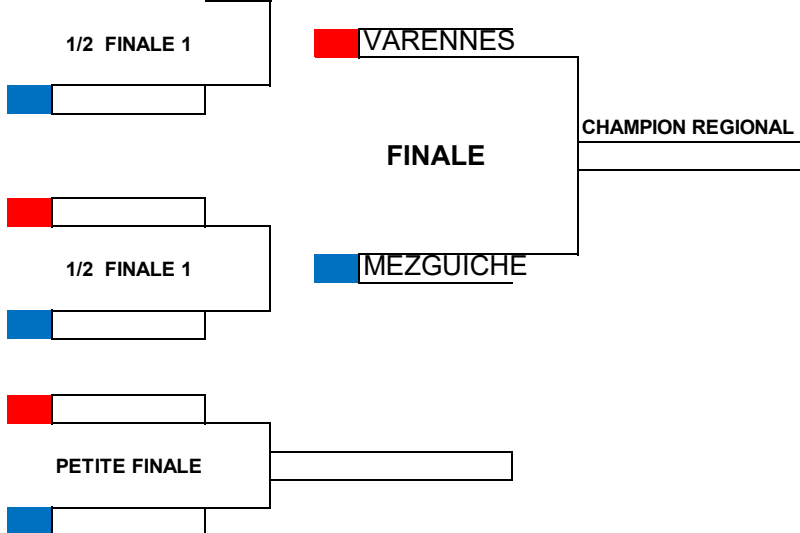 1/2 FINALE 1
VARENNES
CHAMPION REGIONAL
FINALE
1/2 FINALE 1
MEZGUICHE
PETITE FINALE